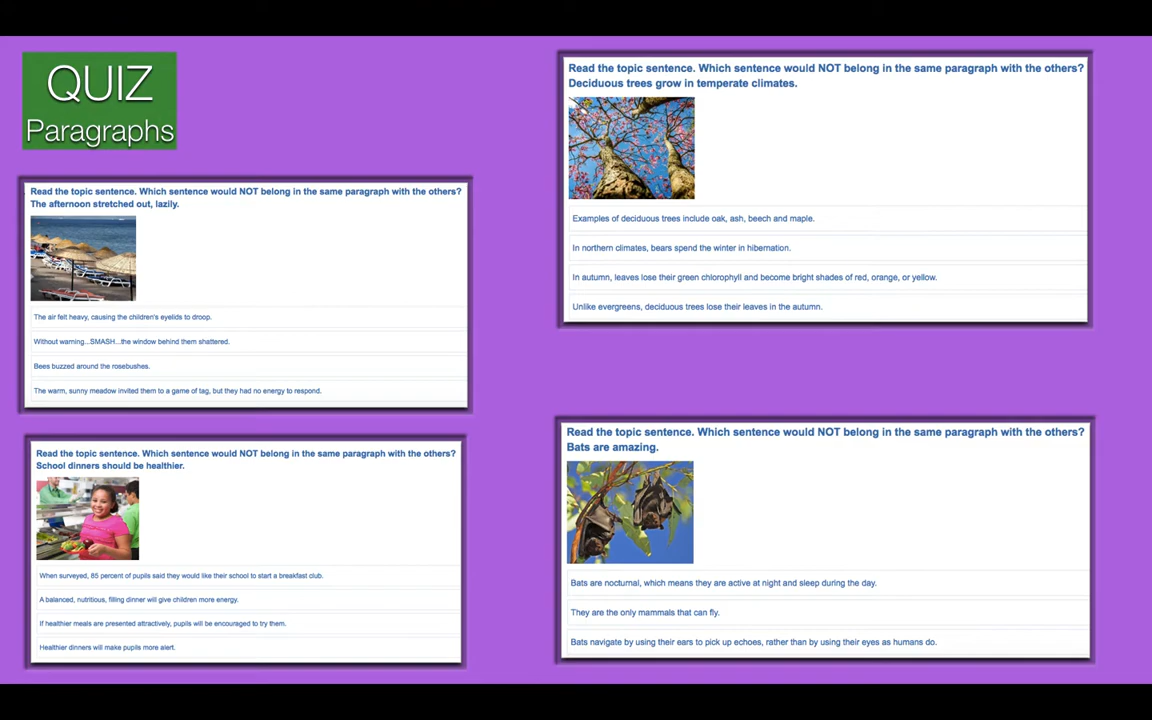 QUIZ
Paragraphs
Read the topic sentence. Which sentence would NOT belong in the same paragraph with the others?
The afternoon stretched out, lazily.
The air felt heavy, causing the children's eyelids to droop.
Without warning...SMASH...the window behind them shattered.
Bees buzzed around the rosebushes.
The warm, sunny meadow invited them to a game of tag, but they had no energy to respond.
Read the topic sentence. Which sentence would NOT belong in the same paragraph with the others?
School dinners should be healthier.
When surveyed, 85 percent of pupils said they would like their school to start a breakfast club.
A balanced, nutritious, filling dinner will give children more energy.
If healthier meals are presented attractively, pupils will be encouraged to try them.
Healthier dinners will make pupils more alert.
Read the topic sentence. Which sentence would NOT belong in the same paragraph with the others?
Deciduous trees grow in temperate climates.
Examples of deciduous trees include oak, ash, beech and maple.
In northern climates, bears spend the winter in hibernation.
In autumn, leaves lose their green chlorophyll and become bright shades of red, orange, or yellow.
Unlike evergreens, deciduous trees lose their leaves in the autumn.
Read the topic sentence. Which sentence would NOT belong in the same paragraph with the others?
Bats are amazing.
Bats are nocturnal, which means they are active at night and sleep during the day.
They are the only mammals that can fly.
Bats navigate by using their ears to pick up echoes, rather than by using their eyes as humans do.